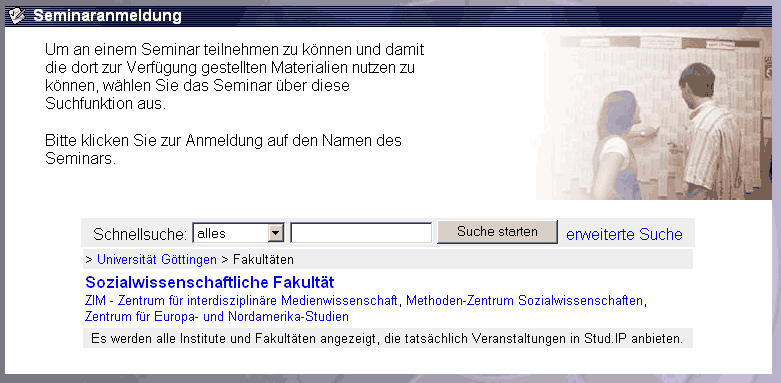 Seminaranmeldung
Um an einem Seminar teilnehmen zu können und damit
die dort zur Verfügung gestellten Materialien nutzen zu
können, wählen Sie das Seminar über diese
Suchfunktion aus.
Bitte klicken Sie zur Anmeldung auf den Namen des
Seminars.
Schnellsuche: alles Suche starten erweiterte Suche
> Universität Göttingen > Fakultäten
Sozialwissenschaftliche Fakultät
ZIM - Zentrum für interdisziplinäre Medienwissenschaft, Methoden-Zentrum Sozialwissenschaften,
Zentrum für Europa- und Nordamerika-Studien
Es werden alle Institute und Fakultäten angezeigt, die tatsächlich Veranstaltungen in Stud.IP anbieten.